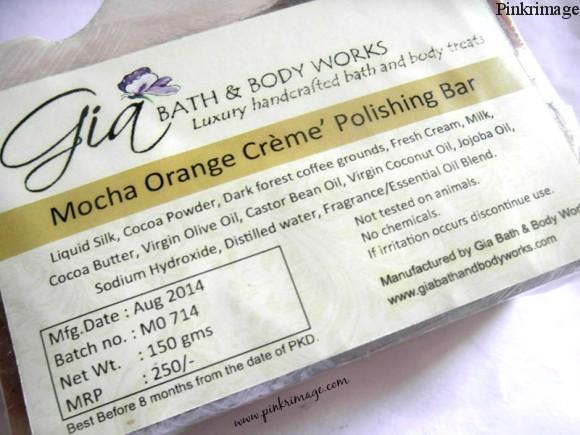 Pinkrimage
Gia BATH & BODY WORKS
Luxury handcrafted bath and body treats
Mocha Orange Crème' Polishing Bar
Liquid Silk, Cocoa Powder, Dark forest coffee grounds, Fresh Cream, Milk,
Cocoa Butter, Virgin Olive Oil, Castor Bean Oil, Virgin Coconut Oil, Jojoba Oil,
Sodium Hydroxide, Distilled water, Fragrance/Essential Oil Blend.
Not tested on animals.
No chemicals.
If irritation occurs discontinue use.
Manufactured by Gia Bath & Body Wor
www.giabathandbodyworks.com
Mfg.Date : Aug 2014
Batch no. : M0 714
Net Wt. : 150 gms
MRP : 250/-
Best Before 8 months from the date of PKD.
www.pinkrimage.com